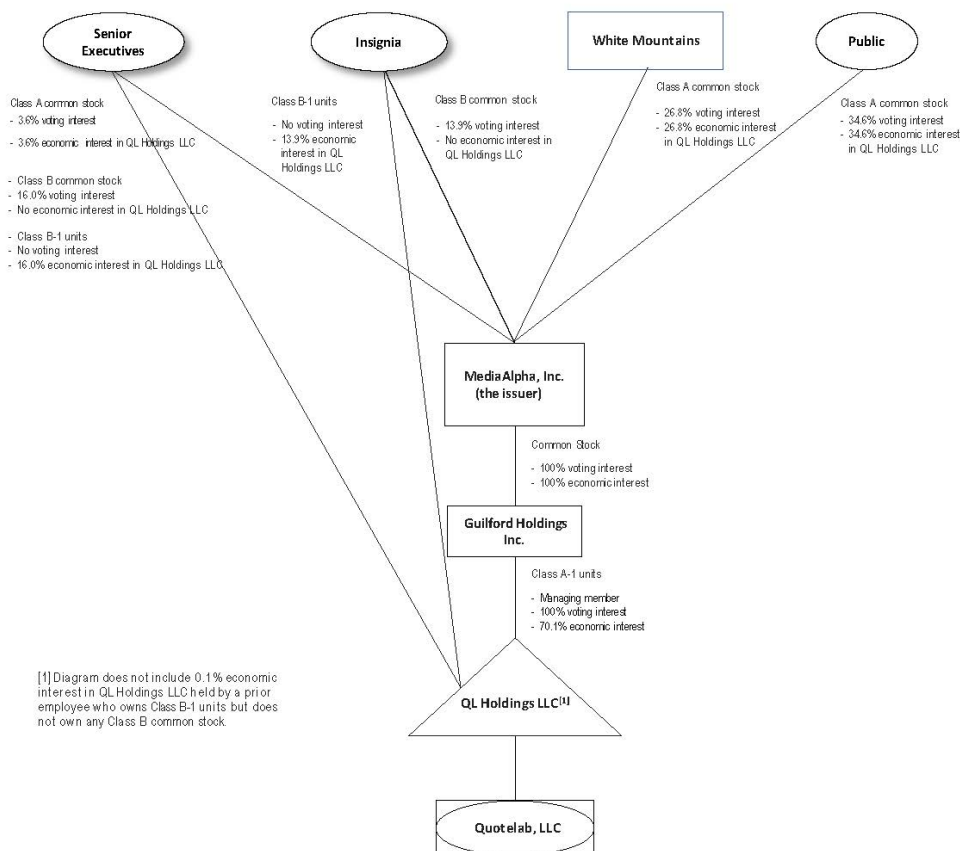 Senior
Executives
Insignia
White Mountains
Public
Class A common stock
- 3.6% voting interest
- 3.6% economic interest in QL Holdings LLC
- Class B common stock
- 16.0% voting interest
- No economic interest in QL Holdings LLC
- Class B-1 units
- No voting interest
- 16.0% economic interest in QL Holdings LLC
Class B-1 units
- No voting interest
- 13.9% economic
interest in QL
Holdings LLC
Class B common stock
- 13.9% voting interest
- No economic interest in
QL Holdings LLC
Class A common stock
- 26.8% voting interest
- 26.8% economic interest
in QL Holdings LLC
Class A common stock
- 34.6% voting interest
- 34.6% economic interest
in QL Holdings LLC
MediaAlpha, Inc.
(the issuer)
Common Stock
- 100% voting interest
- 100% economic interest
Guilford Holdings
Inc.
Class A-1 units
- Managing member
- 100% voting interest
- 70.1% economic interest
[1] Diagram does not include 0.1% economic
interest in QL Holdings LLC held by a prior
employee who owns Class B-1 units but does
not own any Class B common stock.
QL Holdings LLC[1]
Quotelab, LLC